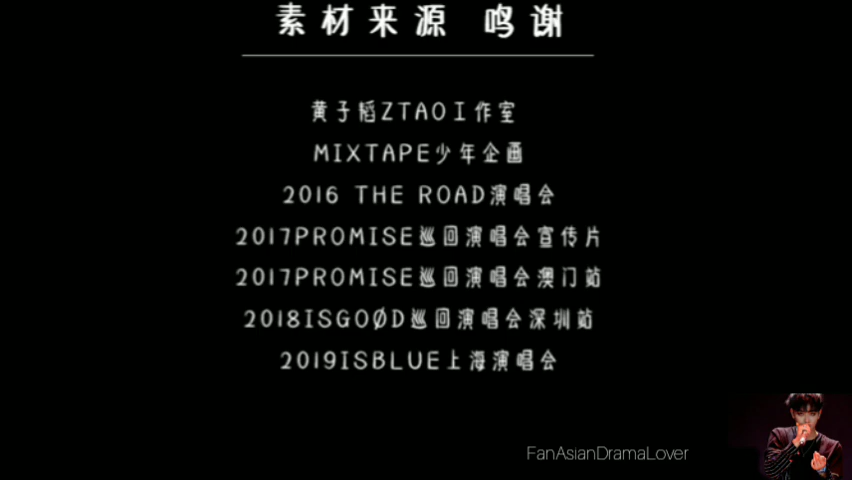 素材来源 鸣谢
黄子韬ZTAO工作室
MIXTAPE少年企画
2016 THE ROAD演唱会
2017PROMISE巡回演唱会宣传片
2017PROMISE巡回演唱会澳门站
2018ISGOØD巡回演唱会深圳站
2019ISBLUE上海演唱会
FanAsianDramaLover